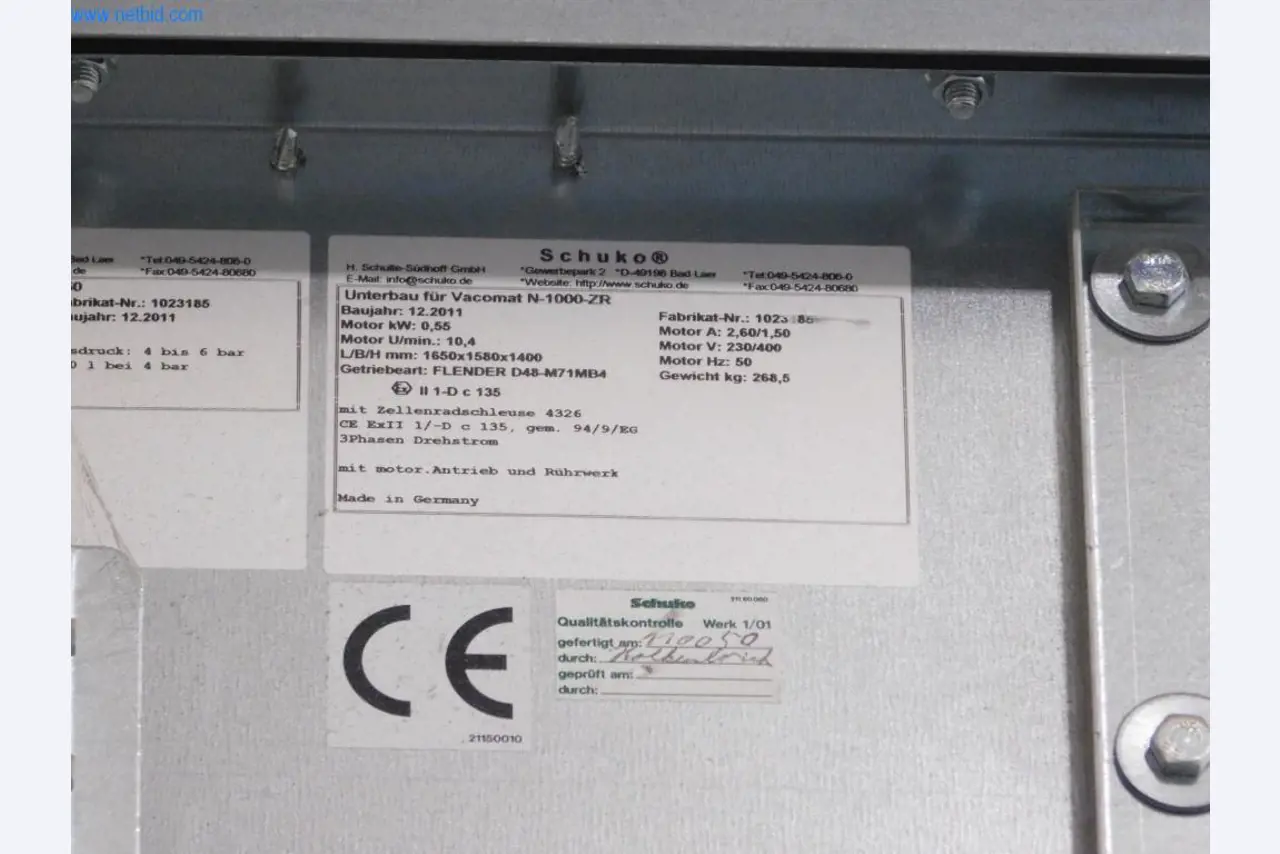 www.netbid.com
Bad Laer *Tel:049-5424-806-0
.de *Fax:049-5424-80680
Fabrikat-Nr.: 1023185
Baujahr: 12.2011
4 bis 6 bar
l bei 4 bar
Schuko®
H. Schulte-Südhoff GmbH *Gewerbepark 2 *D-49196 Bad Laer *Tel:049-5424-806-0
E-Mail: info@schuko.de *Website: http://www.schuko.de *Fax:049-5424-80680
Unterbau für Vacomat N-1000-ZR
Baujahr: 12.2011 Fabrikat-Nr.: 1023185
Motor kW: 0,55 Motor A: 2,60/1,50
Motor U/min.: 10,4 Motor V: 230/400
L/B/H mm: 1650x1580x1400 Motor Hz: 50
Getriebeart: FLENDER D48-M71MB4 Gewicht kg: 268,5
Ex II 1-D c 135
mit Zellenradschleuse 4326
CE ExII 1/-D c 135, gem. 94/9/EG
3Phasen Drehstrom
mit motor.Antrieb und Rührwerk
Made in Germany
CE
21150010
Schuko
Qualitätskontrolle Werk 1/01
gefertigt am: 110050
durch:
geprüft am:
durch: